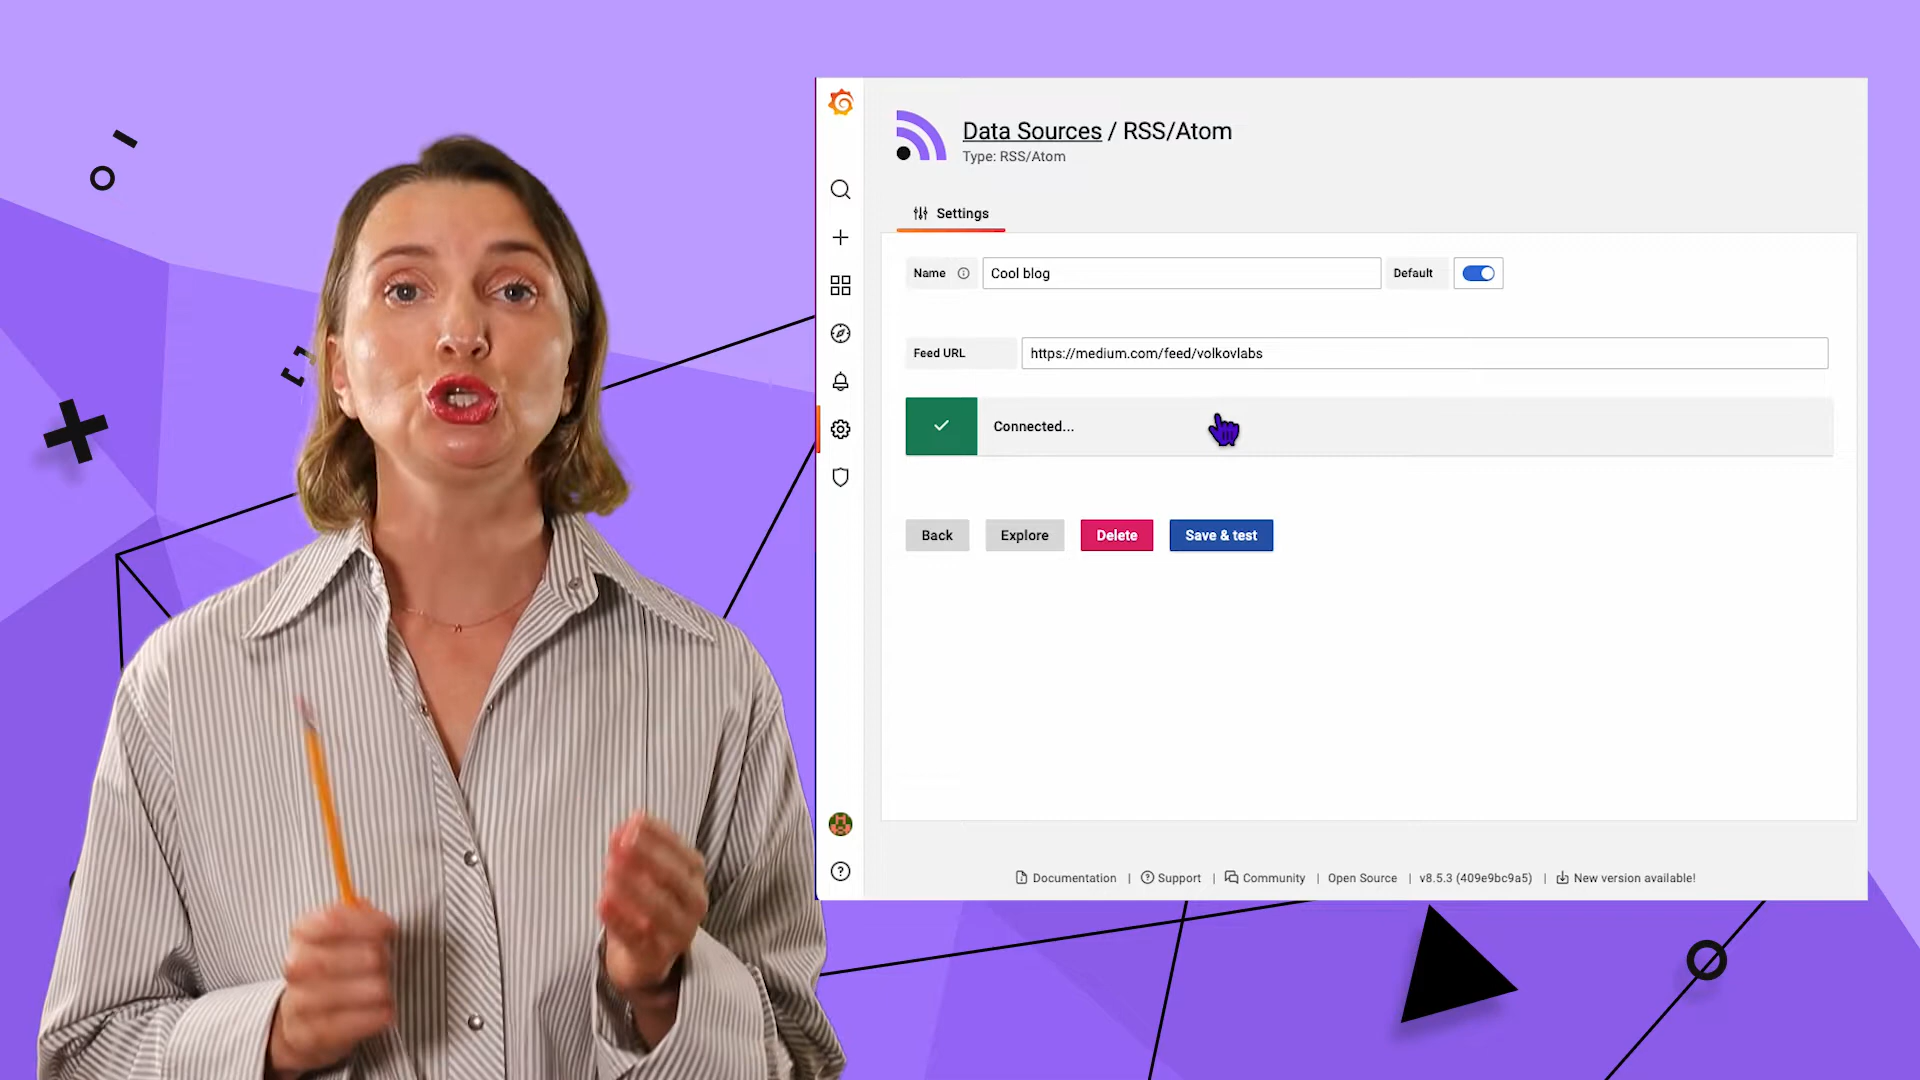 Data Sources / RSS/Atom
Type: RSS/Atom
Settings
Name Cool blog Default
Feed URL https://medium.com/feed/volkovlabs
Connected...
Back Explore Delete Save & test
Documentation | Support | Community | Open Source | v8.5.3 (409e9bc9a5) | New version available!